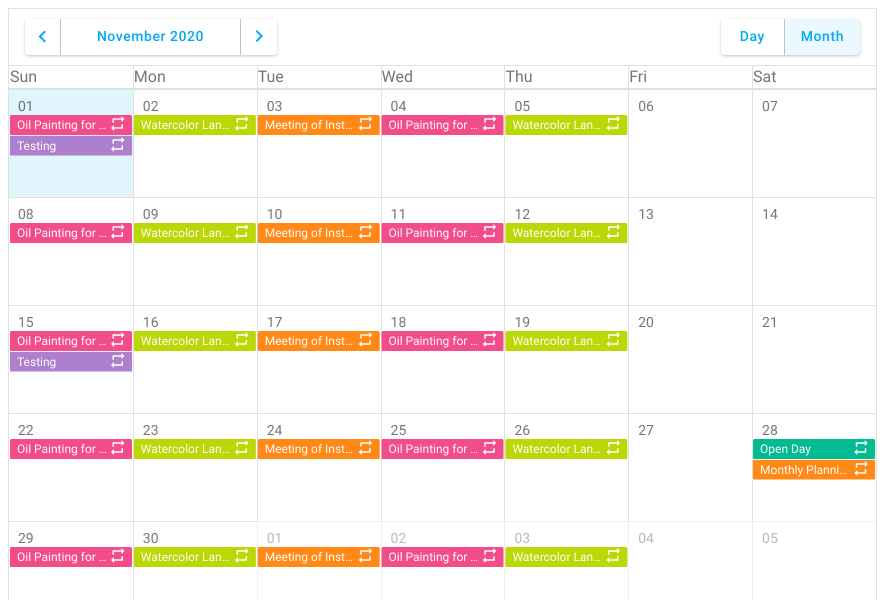 November 2020 Day Month
Sun Mon Tue Wed Thu Fri Sat
01 02 03 04 05 06 07
Oil Painting for ... Watercolor Lan... Meeting of Inst... Oil Painting for ... Watercolor Lan...
Testing
08 09 10 11 12 13 14
Oil Painting for ... Watercolor Lan... Meeting of Inst... Oil Painting for ... Watercolor Lan...
15 16 17 18 19 20 21
Oil Painting for ... Watercolor Lan... Meeting of Inst... Oil Painting for ... Watercolor Lan...
Testing
22 23 24 25 26 27 28
Oil Painting for ... Watercolor Lan... Meeting of Inst... Oil Painting for ... Watercolor Lan... Open Day
Monthly Planni...
29 30 01 02 03 04 05
Oil Painting for ... Watercolor Lan... Meeting of Inst... Oil Painting for ... Watercolor Lan...